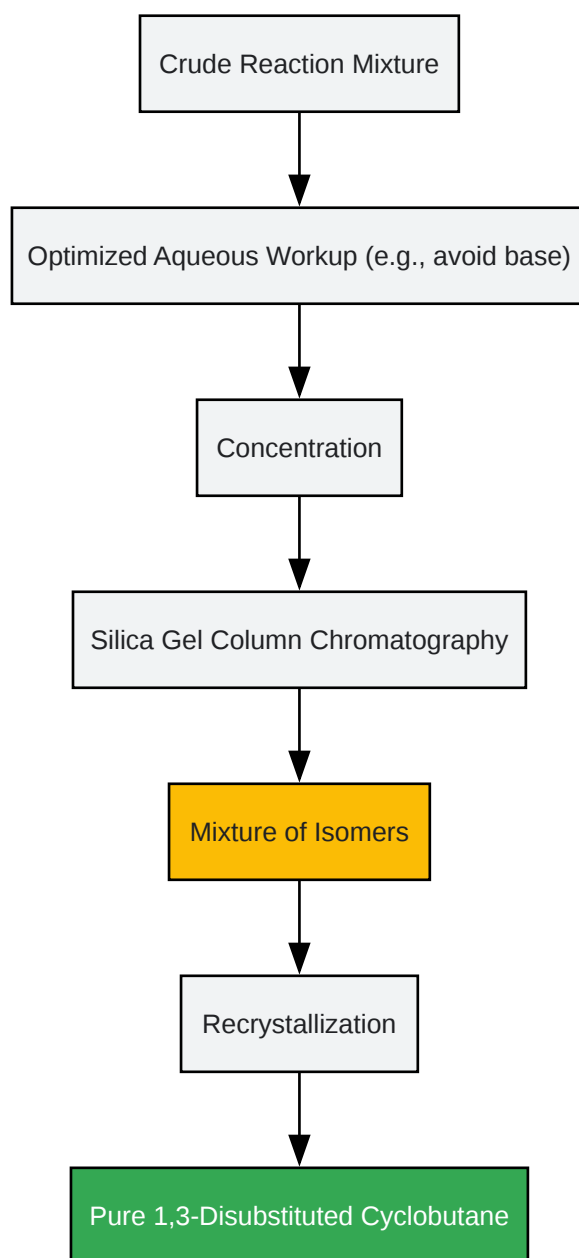 Crude Reaction Mixture
Optimized Aqueous Workup (e.g., avoid base)
Concentration
Silica Gel Column Chromatography
Mixture of Isomers
Recrystallization
Pure 1,3-Disubstituted Cyclobutane